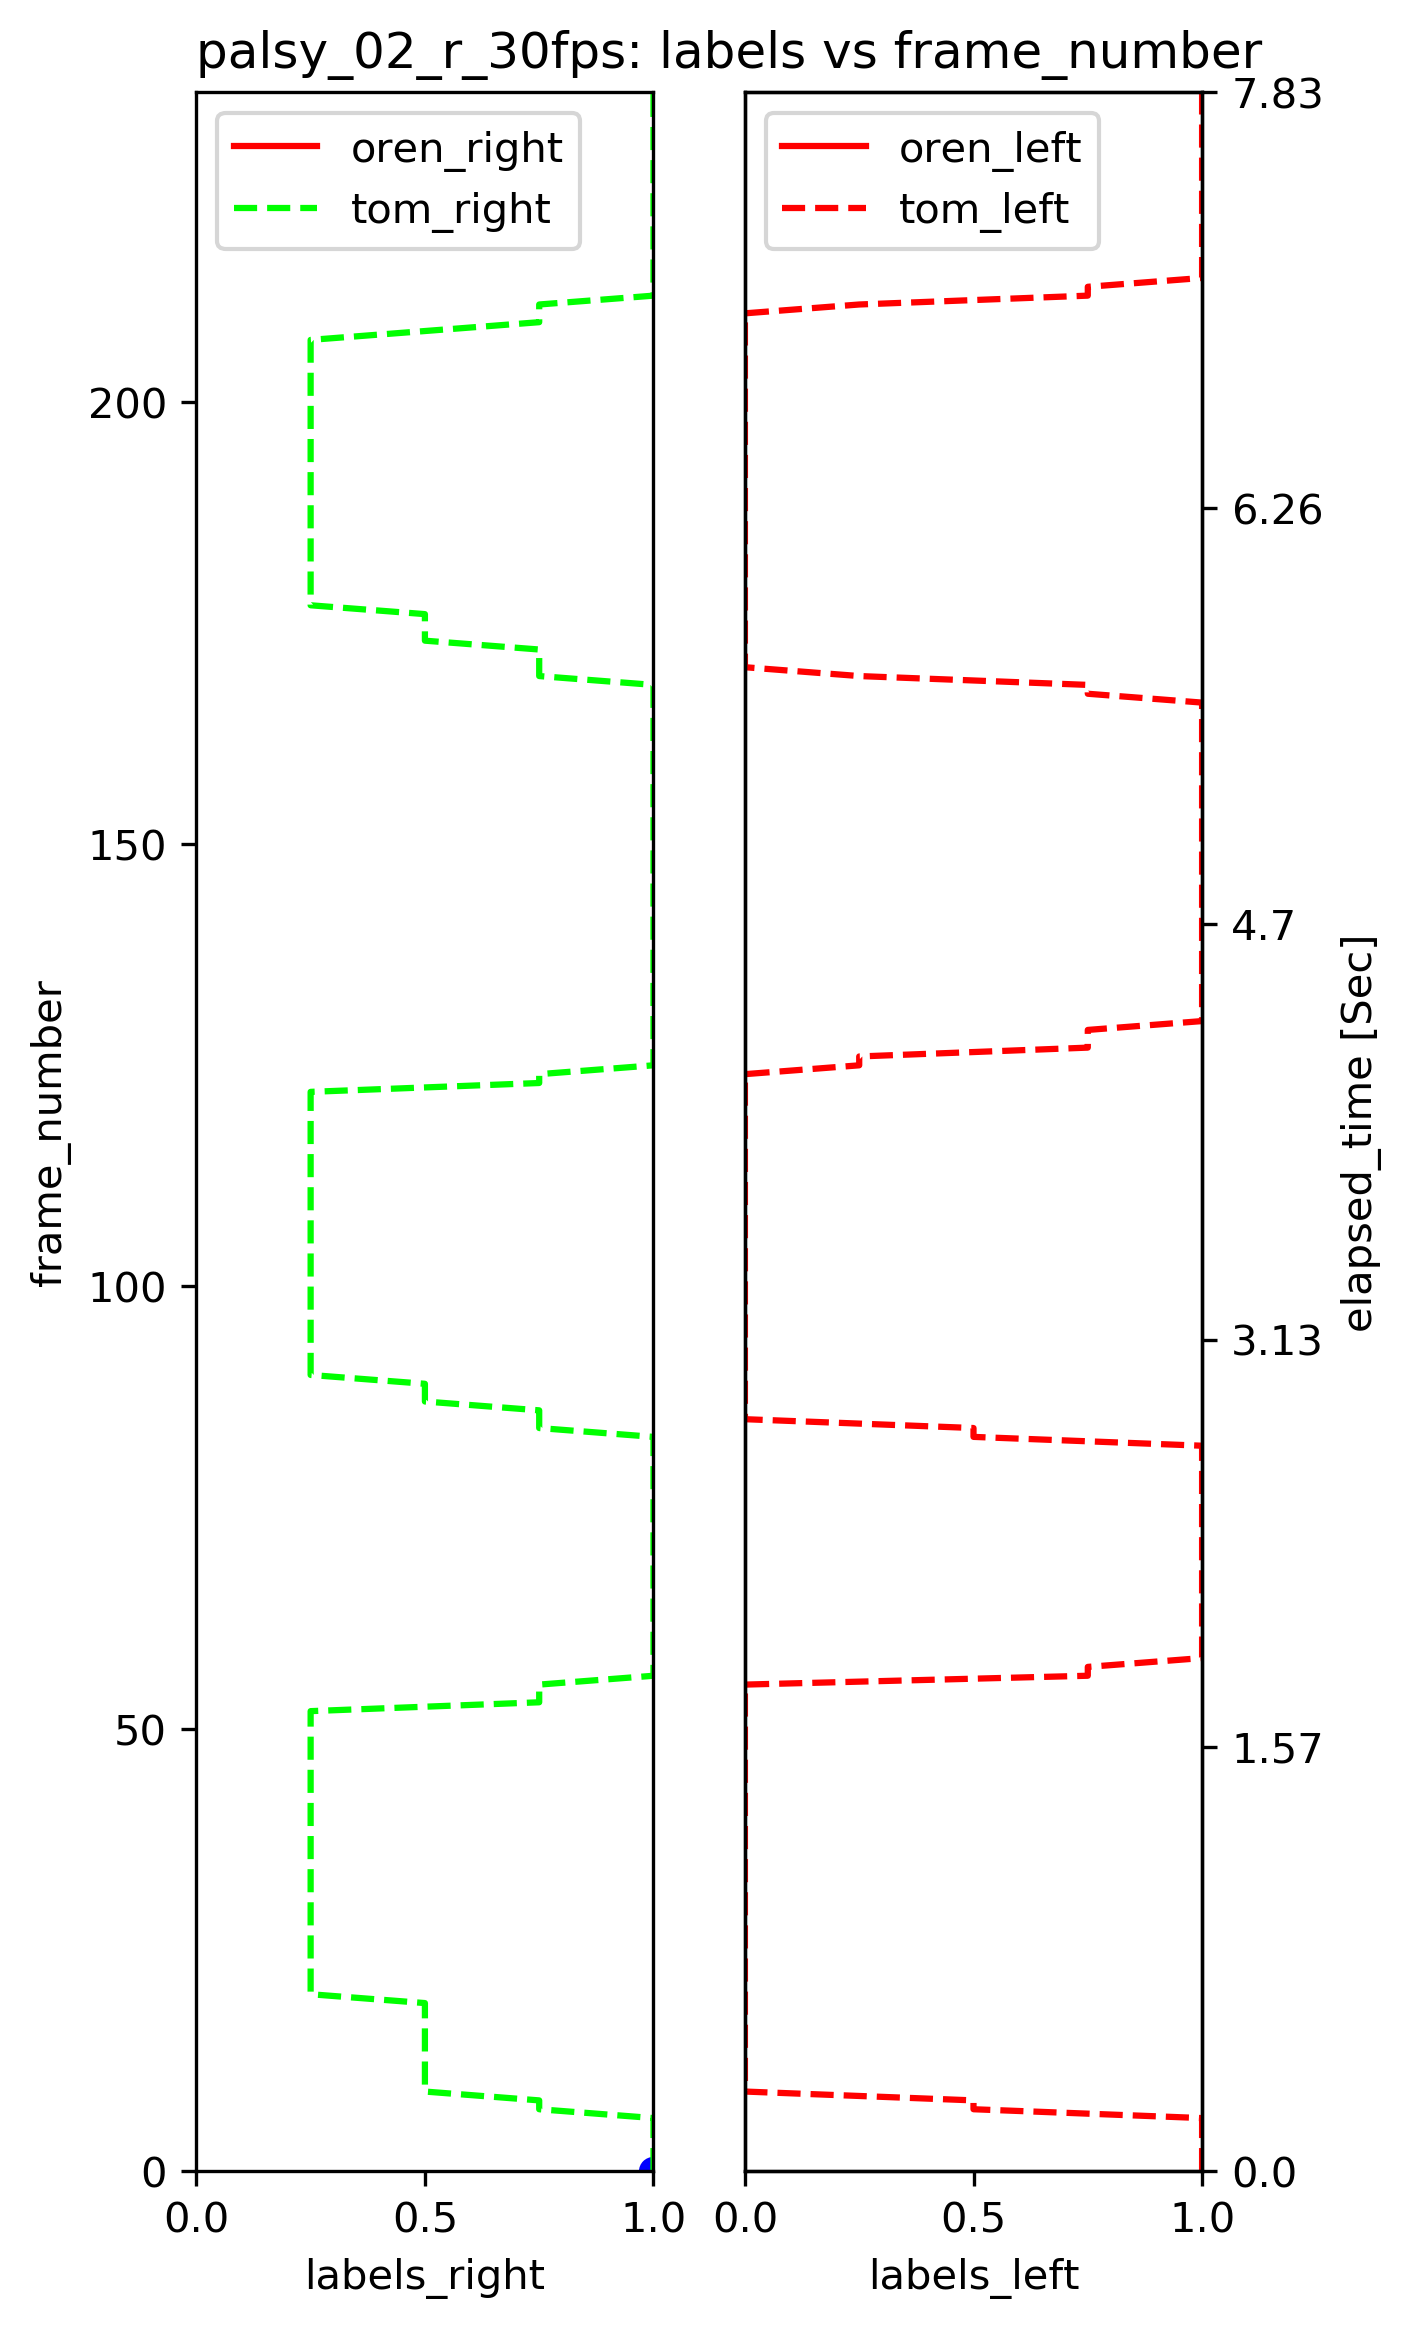 palsy_02_r_30fps: labels vs frame_number
oren_right
tom_right
oren_left
tom_left
200
150
100
50
0
frame_number
0.0 0.5 1.0
labels_right
0.0 0.5 1.0
labels_left
7.83
6.26
4.7
3.13
1.57
0.0
elapsed_time [Sec]